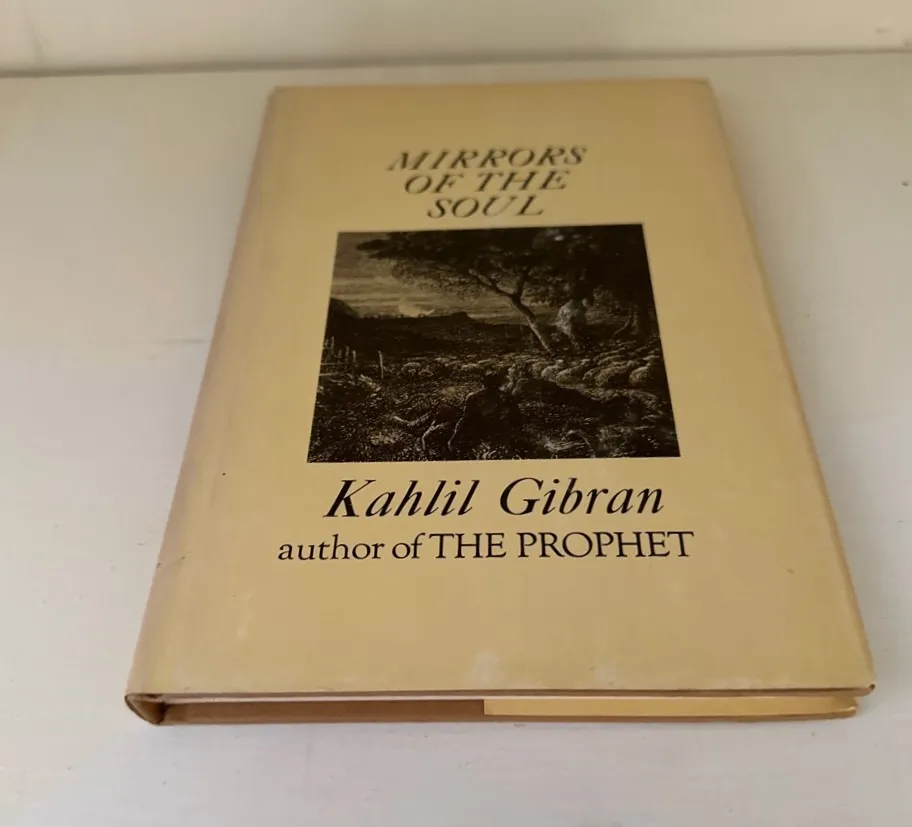 MIRRORS
OF THE
SOUL
Kahlil Gibran
author of THE PROPHET